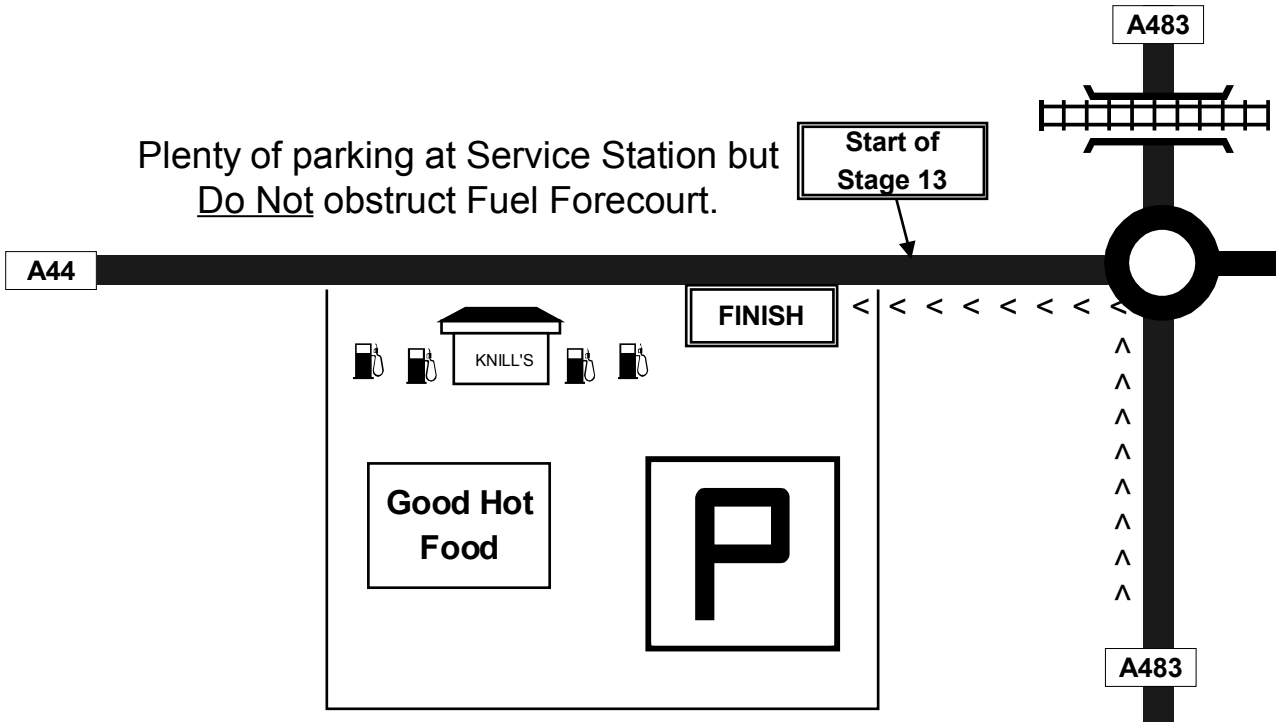 A483
Plenty of parking at Service Station but
Do Not obstruct Fuel Forecourt.
Start of
Stage 13
A44
FINISH
< < < < < < < <
KNILL'S
^
^
^
^
^
^
^
^
Good Hot
Food
P
A483